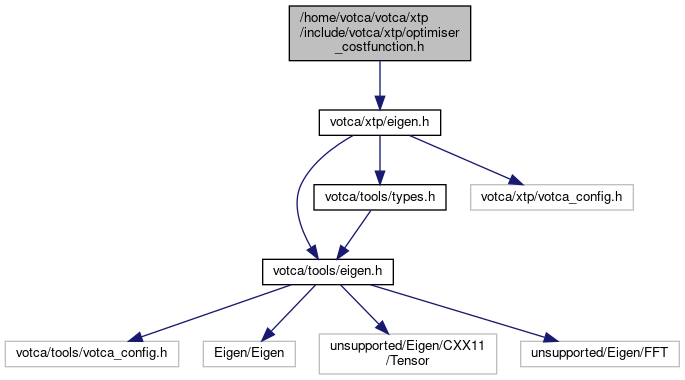 /home/votca/votca/xtp
/include/votca/xtp/optimiser
_costfunction.h
votca/xtp/eigen.h
votca/tools/types.h
votca/xtp/votca_config.h
votca/tools/eigen.h
votca/tools/votca_config.h
Eigen/Eigen
unsupported/Eigen/CXX11
/Tensor
unsupported/Eigen/FFT